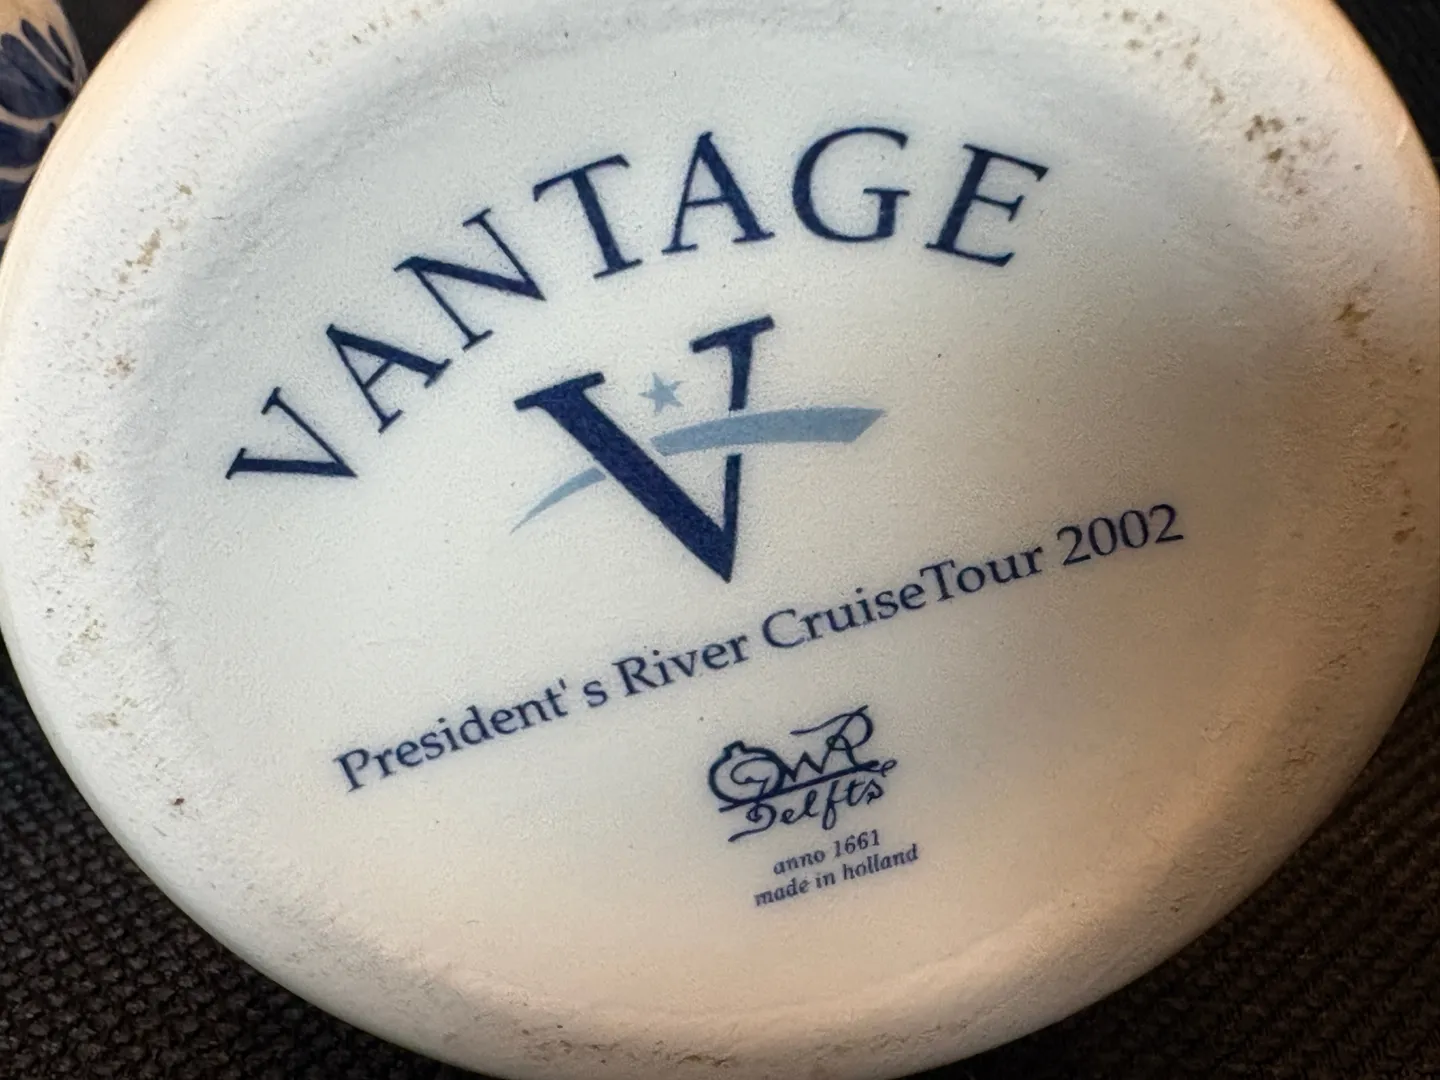 VANTAGE
V
President's River CruiseTour 2002
Delfts
anno 1661
made in holland